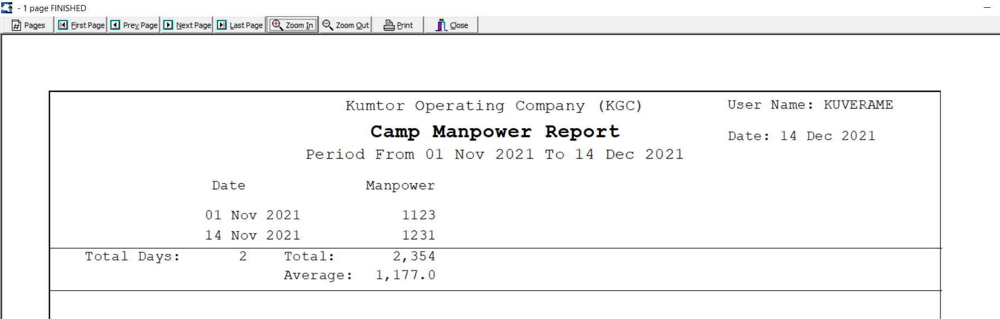 - 1 page FINISHED
Pages First Page Prev Page Next Page Last Page Zoom In Zoom Out Print Close
Kumtor Operating Company (KGC) User Name: KUVERAME
Camp Manpower Report Date: 14 Dec 2021
Period From 01 Nov 2021 To 14 Dec 2021
Date Manpower
01 Nov 2021 1123
14 Nov 2021 1231
Total Days: 2 Total: 2,354
Average: 1,177.0